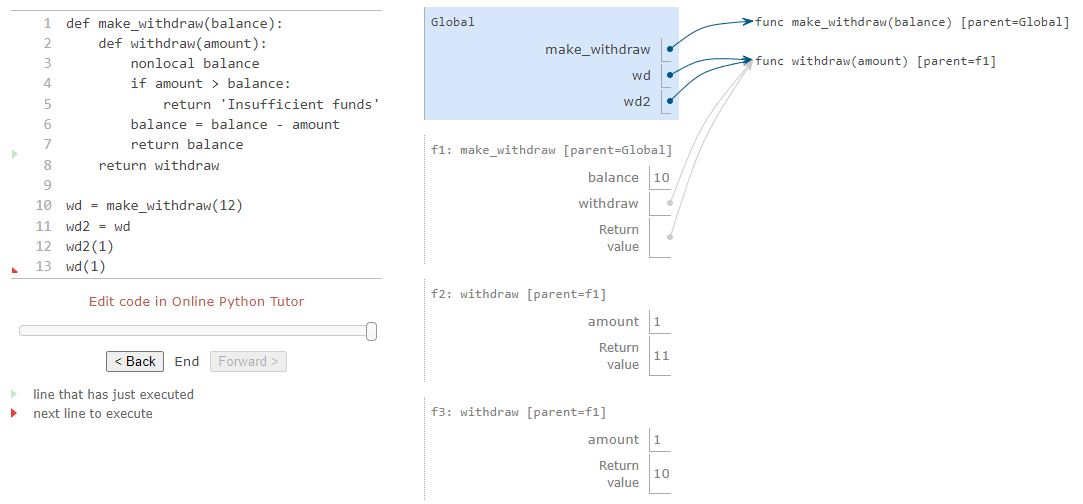 1 def make_withdraw(balance):
2     def withdraw(amount):
3         nonlocal balance
4         if amount > balance:
5             return 'Insufficient funds'
6         balance = balance - amount
7         return balance
8     return withdraw
9
10 wd = make_withdraw(12)
11 wd2 = wd
12 wd2(1)
13 wd(1)
Edit code in Online Python Tutor
< Back End Forward >
line that has just executed
next line to execute
Global
make_withdraw
wd
wd2
func make_withdraw(balance) [parent=Global]
func withdraw(amount) [parent=f1]
f1: make_withdraw [parent=Global]
balance 10
withdraw
Return
value
f2: withdraw [parent=f1]
amount 1
Return
value 11
f3: withdraw [parent=f1]
amount 1
Return
value 10